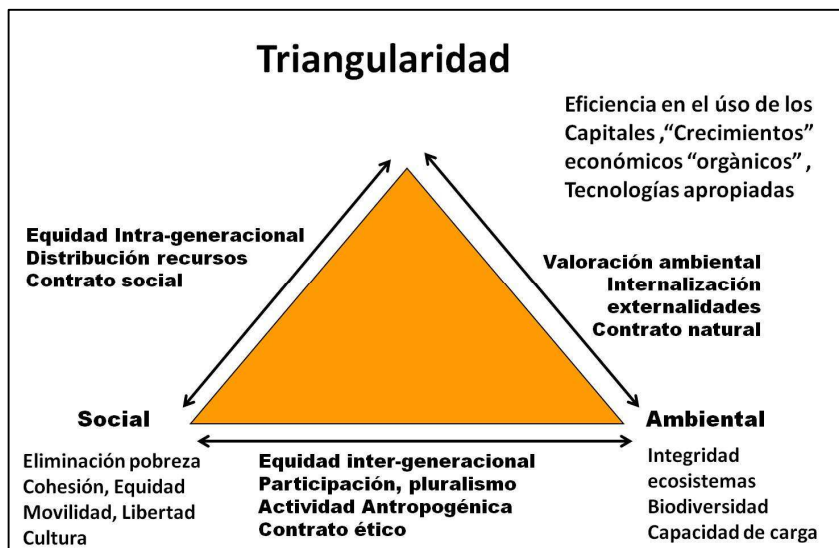 Triangularidad
Eficiencia en el úso de los
Capitales ,“Crecimientos”
económicos “orgànicos” ,
Tecnologías apropiadas
Equidad Intra-generacional
Distribución recursos
Contrato social
Valoración ambiental
Internalización
externalidades
Contrato natural
Social
Eliminación pobreza
Cohesión, Equidad
Movilidad, Libertad
Cultura
Equidad inter-generacional
Participación, pluralismo
Actividad Antropogénica
Contrato ético
Ambiental
Integridad
ecosistemas
Biodiversidad
Capacidad de carga